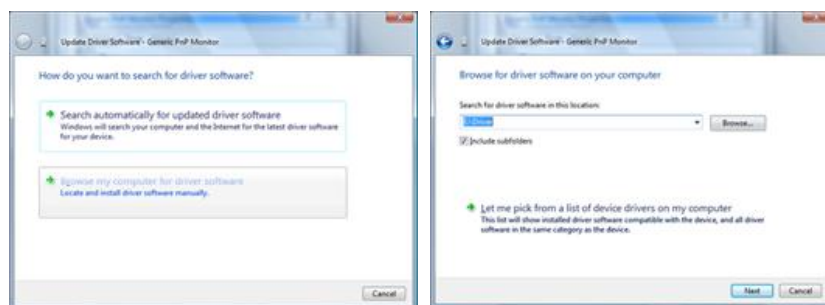 Update Driver Software - Generic PnP Monitor
How do you want to search for driver software?
Search automatically for updated driver software
Windows will search your computer and the Internet for the latest driver software
for your device.
Browse my computer for driver software
Locate and install driver software manually.
Cancel
Update Driver Software - Generic PnP Monitor
Browse for driver software on your computer
Search for driver software in this location:
Browse...
Include subfolders
Let me pick from a list of device drivers on my computer
This list will show installed driver software compatible with the device, and all driver
software in the same category as the device.
Next Cancel